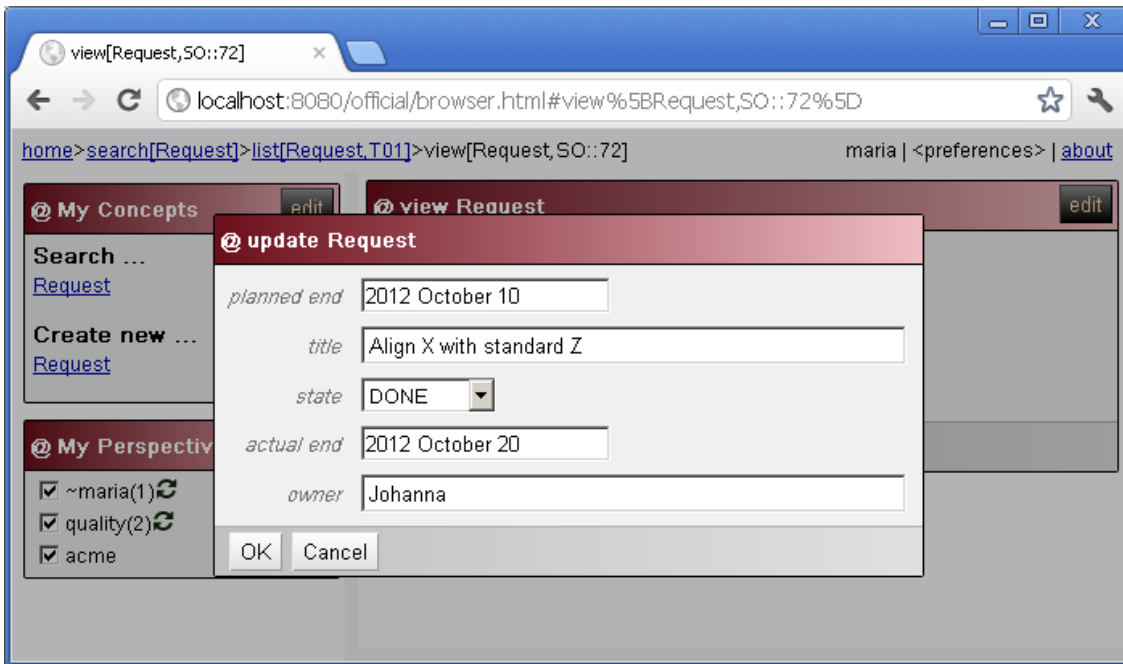 view[Request,SO::72]
localhost:8080/official/browser.html#view%5BRequest,SO::72%5D
home>search[Request]>list[Request,T01]>view[Request,SO::72] maria | <preferences> | about
@ My Concepts edit
@ view Request edit
Search ...
Request
Create new ...
Request
@ My Perspectiv
~maria(1)
quality(2)
acme
@ update Request
planned end 2012 October 10
title Align X with standard Z
state DONE
actual end 2012 October 20
owner Johanna
OK Cancel